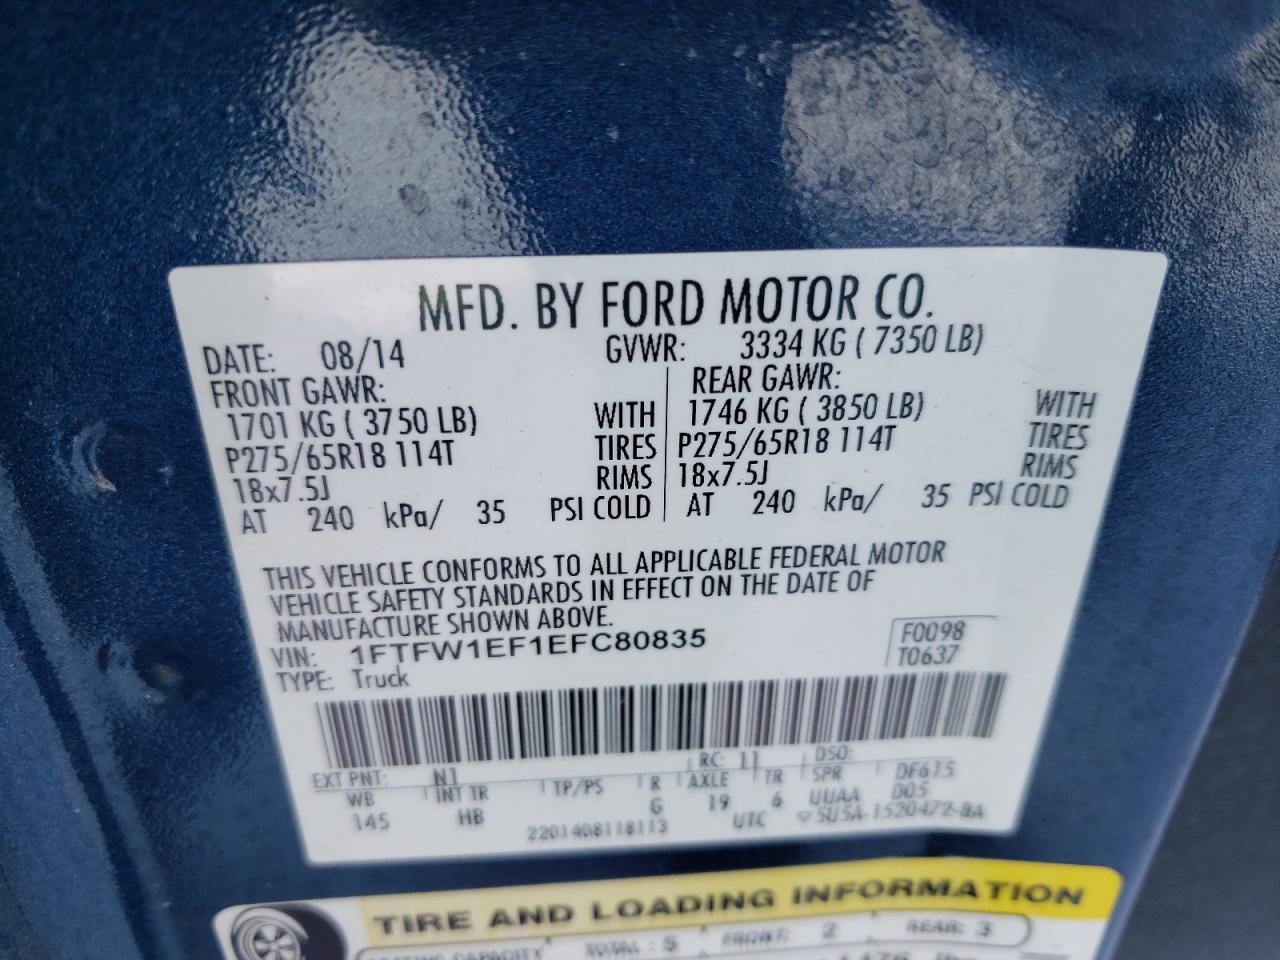 MFD. BY FORD MOTOR CO.
DATE: 08/14 GVWR: 3334 KG ( 7350 LB)
FRONT GAWR: REAR GAWR:
1701 KG ( 3750 LB) WITH 1746 KG ( 3850 LB) WITH
P275/65R18 114T TIRES P275/65R18 114T TIRES
18x7.5J RIMS 18x7.5J RIMS
AT 240 kPa/ 35 PSI COLD AT 240 kPa/ 35 PSI COLD
THIS VEHICLE CONFORMS TO ALL APPLICABLE FEDERAL MOTOR
VEHICLE SAFETY STANDARDS IN EFFECT ON THE DATE OF
MANUFACTURE SHOWN ABOVE.
VIN: 1FTFW1EF1EFC80835 F0098
TYPE: Truck T0637
EXT PNT: N1 RC: 11 DSO:
WB INT TR TP/PS R AXLE TR SPR DF615
145 HB G 19 6 UUAA D05
2201408118113 UTC ▽5U5A-1520472-BA
TIRE AND LOADING INFORMATION
TOTAL: 5 FRONT: 2 REAR: 3